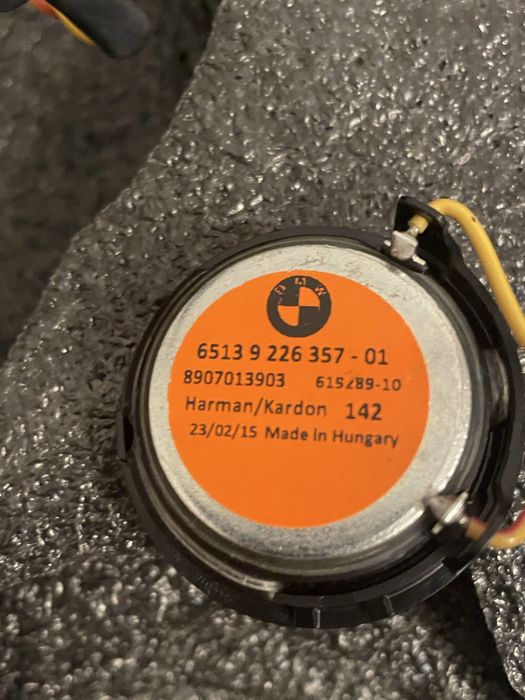 BMW
6513 9 226 357 - 01
8907013903 615289-10
Harman/Kardon 142
23/02/15 Made In Hungary